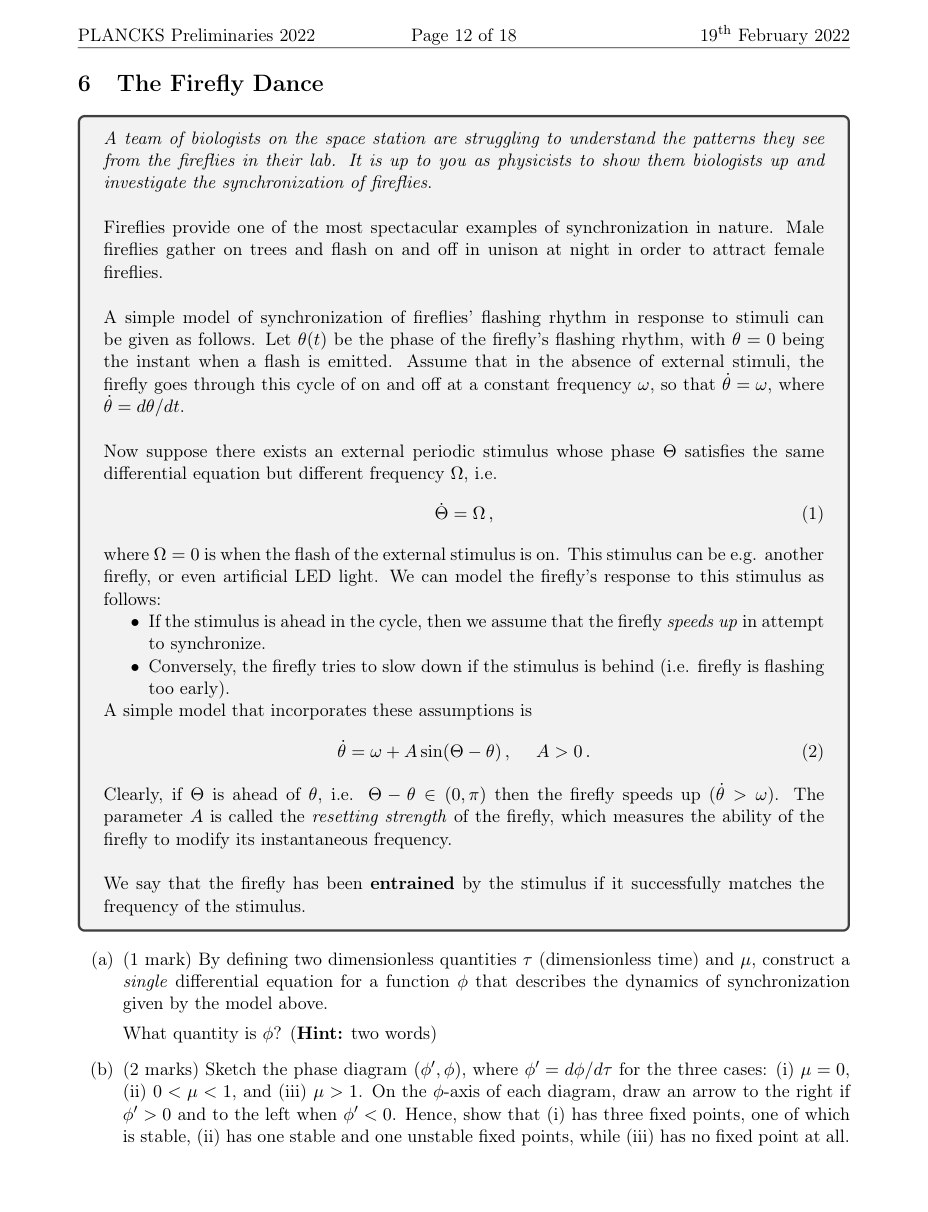 PLANCKS Preliminaries 2022 Page 12 of 18 19th February 2022
6 The Firefly Dance
A team of biologists on the space station are struggling to understand the patterns they see
from the fireflies in their lab. It is up to you as physicists to show them biologists up and
investigate the synchronization of fireflies.
Fireflies provide one of the most spectacular examples of synchronization in nature. Male
fireflies gather on trees and flash on and off in unison at night in order to attract female
fireflies.
A simple model of synchronization of fireflies' flashing rhythm in response to stimuli can
be given as follows. Let θ(t) be the phase of the firefly's flashing rhythm, with θ = 0 being
the instant when a flash is emitted. Assume that in the absence of external stimuli, the
firefly goes through this cycle of on and off at a constant frequency ω, so that θ̇ = ω, where
θ̇ = dθ/dt.
Now suppose there exists an external periodic stimulus whose phase Θ satisfies the same
differential equation but different frequency Ω, i.e.
Θ̇ = Ω , (1)
where Ω = 0 is when the flash of the external stimulus is on. This stimulus can be e.g. another
firefly, or even artificial LED light. We can model the firefly's response to this stimulus as
follows:
• If the stimulus is ahead in the cycle, then we assume that the firefly speeds up in attempt
to synchronize.
• Conversely, the firefly tries to slow down if the stimulus is behind (i.e. firefly is flashing
too early).
A simple model that incorporates these assumptions is
θ̇ = ω + A sin(Θ − θ) , A > 0 . (2)
Clearly, if Θ is ahead of θ, i.e. Θ − θ ∈ (0, π) then the firefly speeds up (θ̇ > ω). The
parameter A is called the resetting strength of the firefly, which measures the ability of the
firefly to modify its instantaneous frequency.
We say that the firefly has been entrained by the stimulus if it successfully matches the
frequency of the stimulus.
(a) (1 mark) By defining two dimensionless quantities τ (dimensionless time) and μ, construct a
single differential equation for a function ϕ that describes the dynamics of synchronization
given by the model above.
What quantity is ϕ? (Hint: two words)
(b) (2 marks) Sketch the phase diagram (ϕ′, ϕ), where ϕ′ = dϕ/dτ for the three cases: (i) μ = 0,
(ii) 0 < μ < 1, and (iii) μ > 1. On the ϕ-axis of each diagram, draw an arrow to the right if
ϕ′ > 0 and to the left when ϕ′ < 0. Hence, show that (i) has three fixed points, one of which
is stable, (ii) has one stable and one unstable fixed points, while (iii) has no fixed point at all.